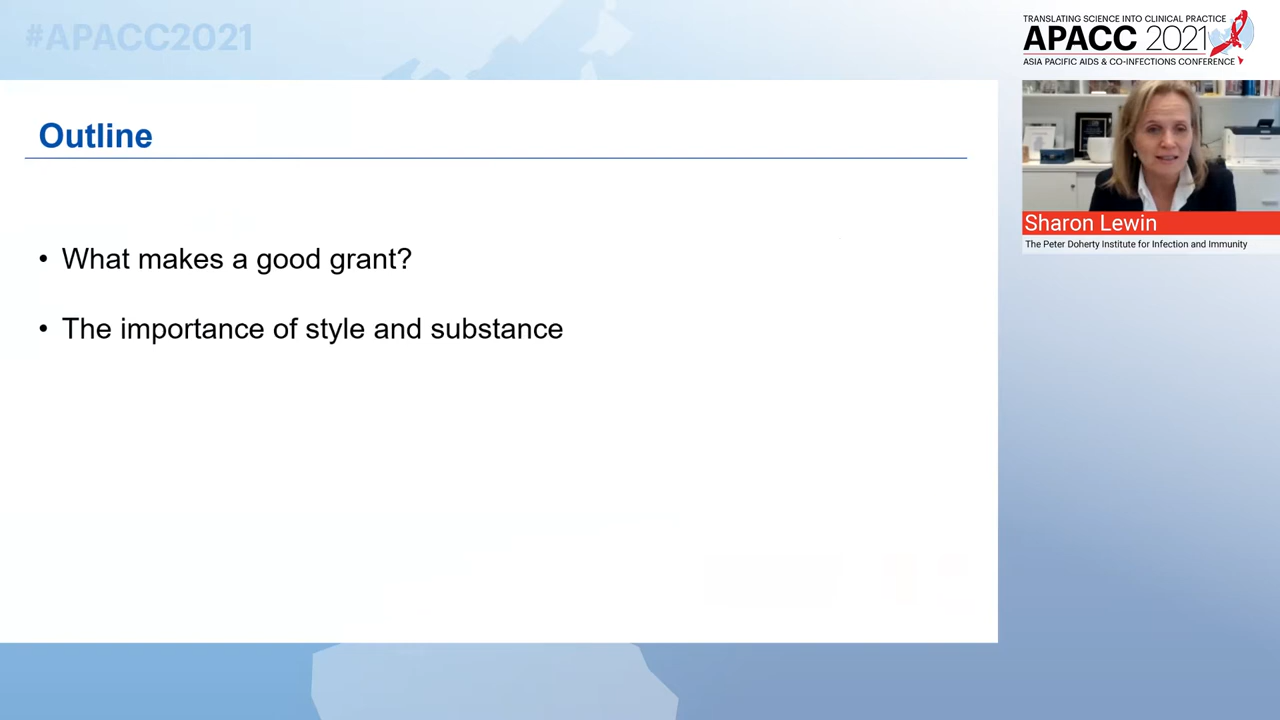 #APACC2021
TRANSLATING SCIENCE INTO CLINICAL PRACTICE
APACC 2021
ASIA PACIFIC AIDS & CO-INFECTIONS CONFERENCE
Outline
• What makes a good grant?
• The importance of style and substance
Sharon Lewin
The Peter Doherty Institute for Infection and Immunity